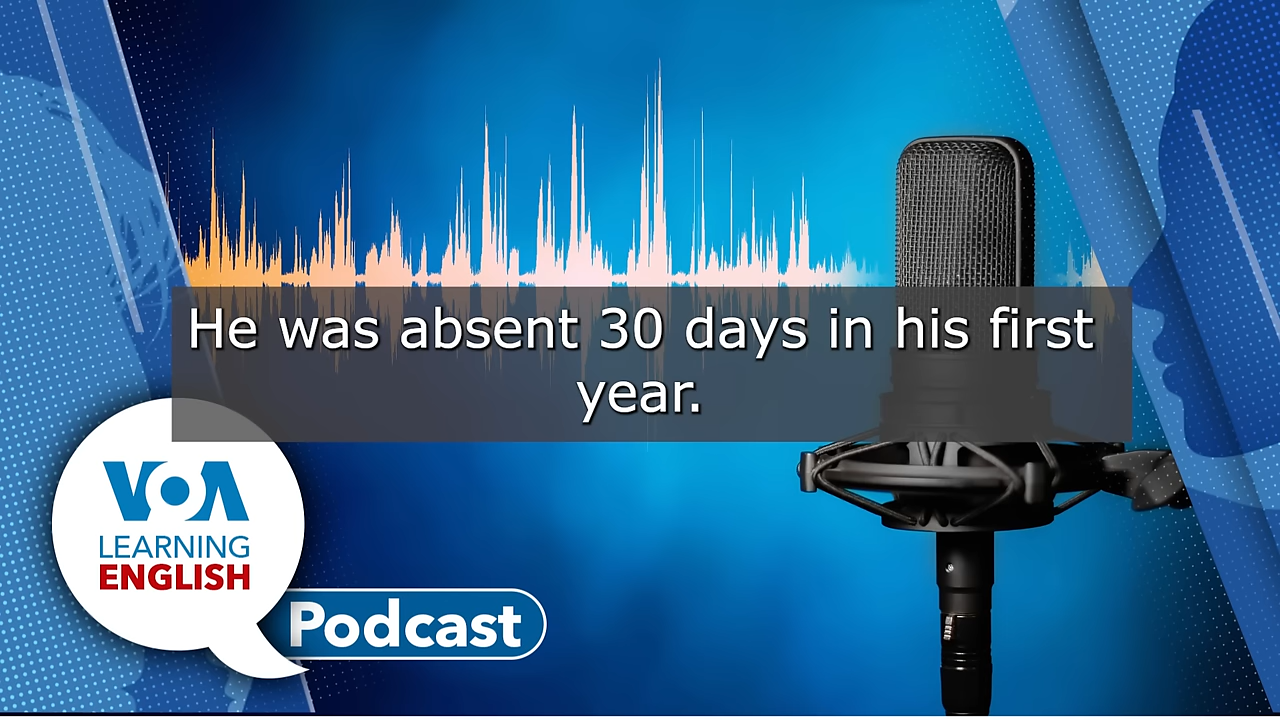 He was absent 30 days in his first
year.
VOA
LEARNING
ENGLISH
Podcast